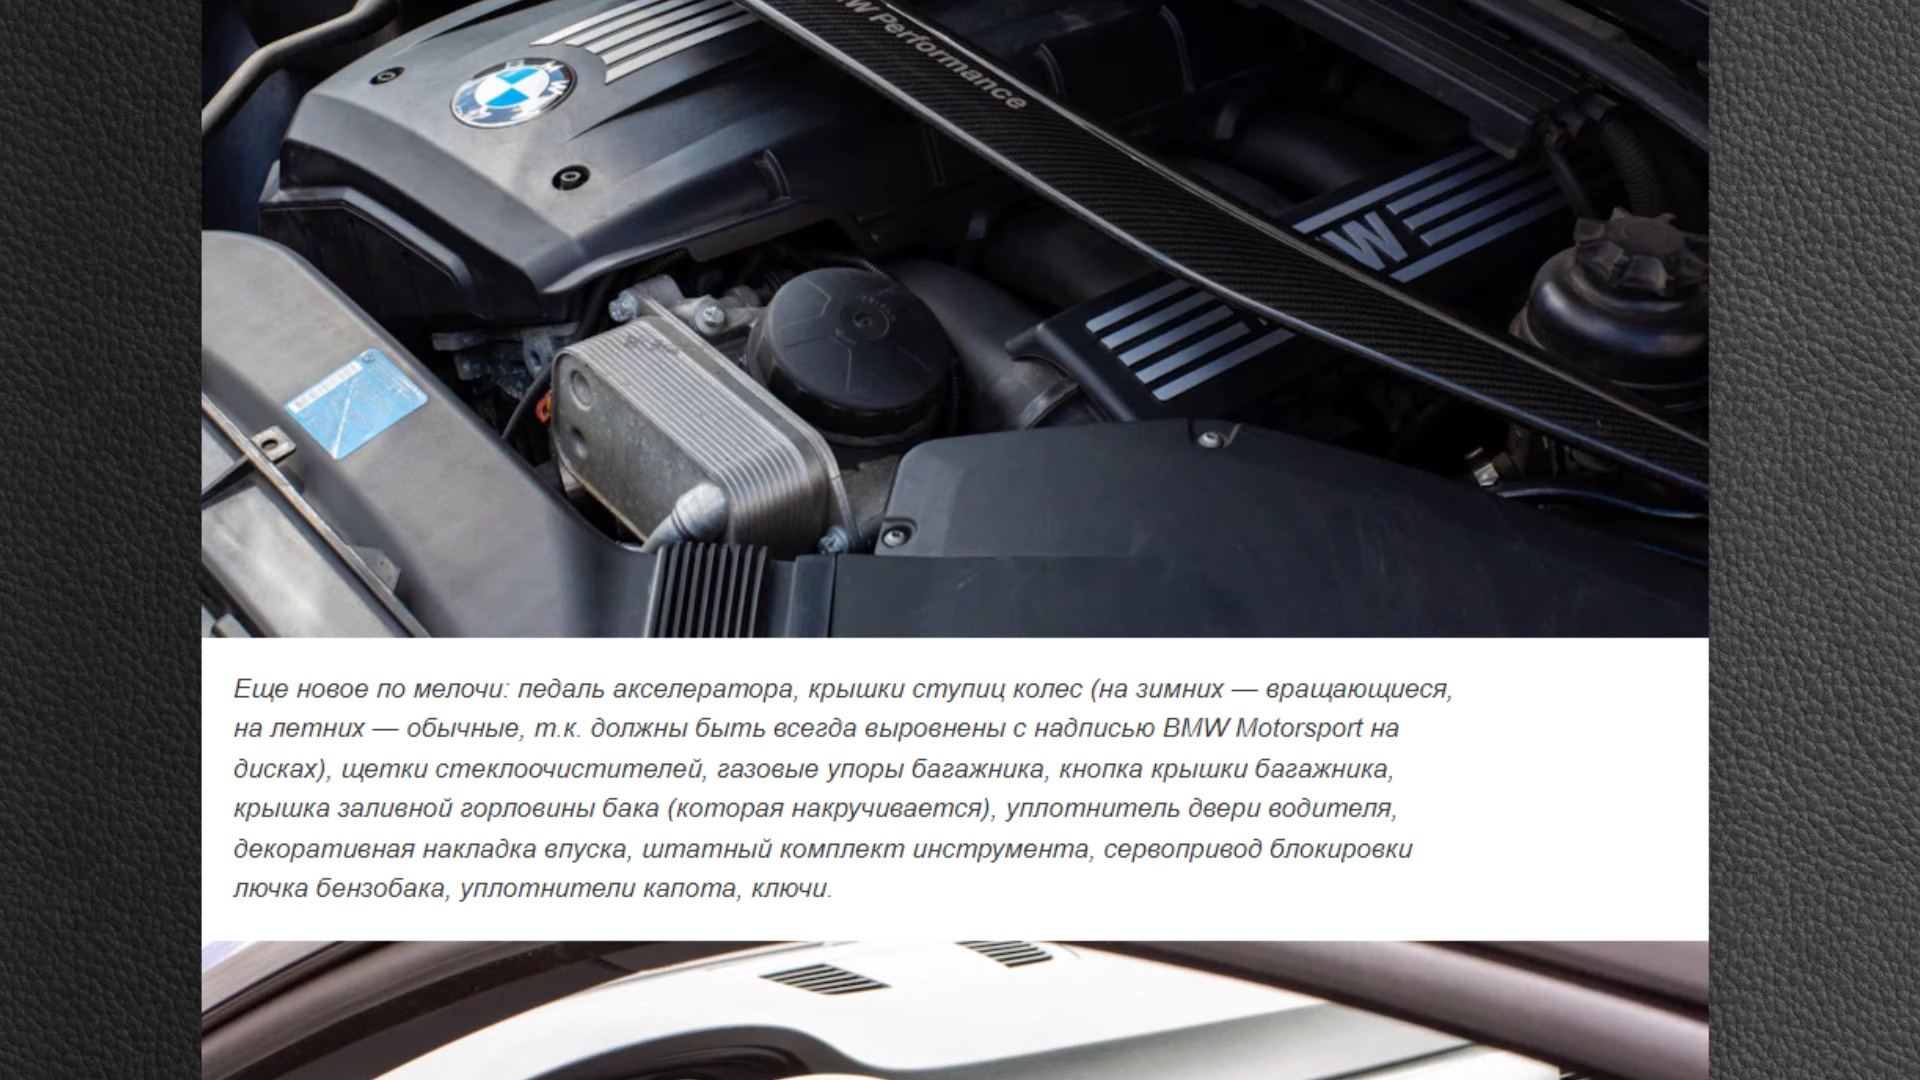 W Performance
W
Еще новое по мелочи: педаль акселератора, крышки ступиц колес (на зимних — вращающиеся,
на летних — обычные, т.к. должны быть всегда выровнены с надписью BMW Motorsport на
дисках), щетки стеклоочистителей, газовые упоры багажника, кнопка крышки багажника,
крышка заливной горловины бака (которая накручивается), уплотнитель двери водителя,
декоративная накладка впуска, штатный комплект инструмента, сервопривод блокировки
лючка бензобака, уплотнители капота, ключи.